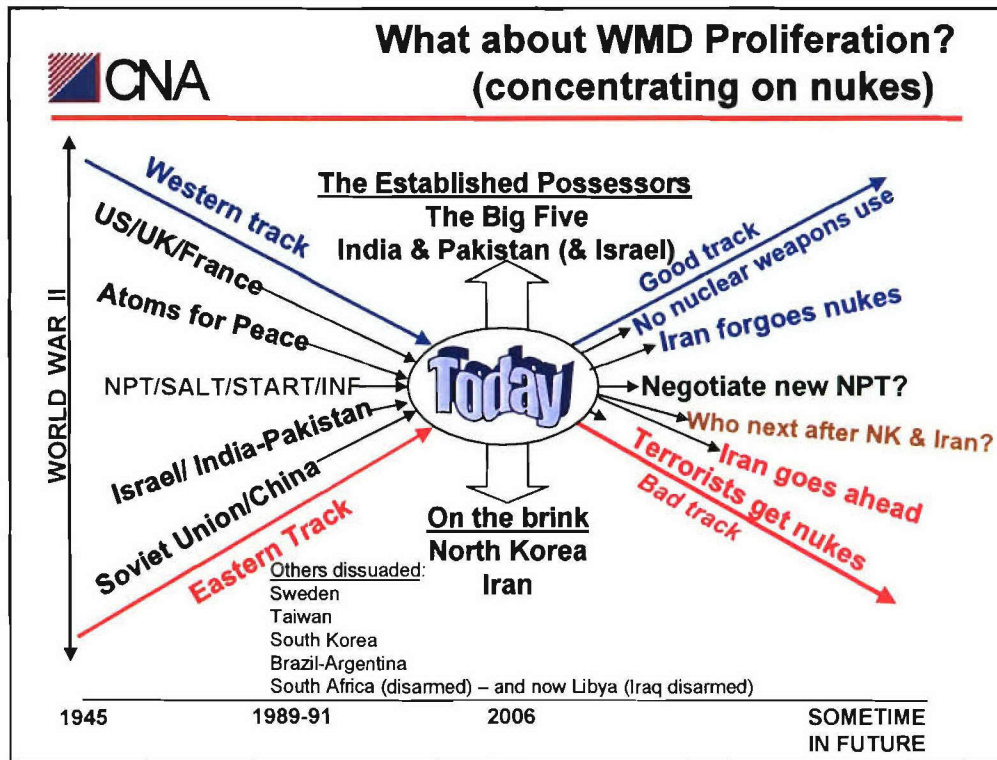 What about WMD Proliferation?
(concentrating on nukes)
CNA
WORLD WAR II
Western track
US/UK/France
Atoms for Peace
NPT/SALT/START/INF
Israel/ India-Pakistan
Soviet Union/China
Eastern Track
The Established Possessors
The Big Five
India & Pakistan (& Israel)
Today
On the brink
North Korea
Iran
Good track
No nuclear weapons use
Iran forgoes nukes
Negotiate new NPT?
Who next after NK & Iran?
Iran goes ahead
Terrorists get nukes
Bad track
Others dissuaded:
Sweden
Taiwan
South Korea
Brazil-Argentina
South Africa (disarmed) – and now Libya (Iraq disarmed)
1945
1989-91
2006
SOMETIME
IN FUTURE